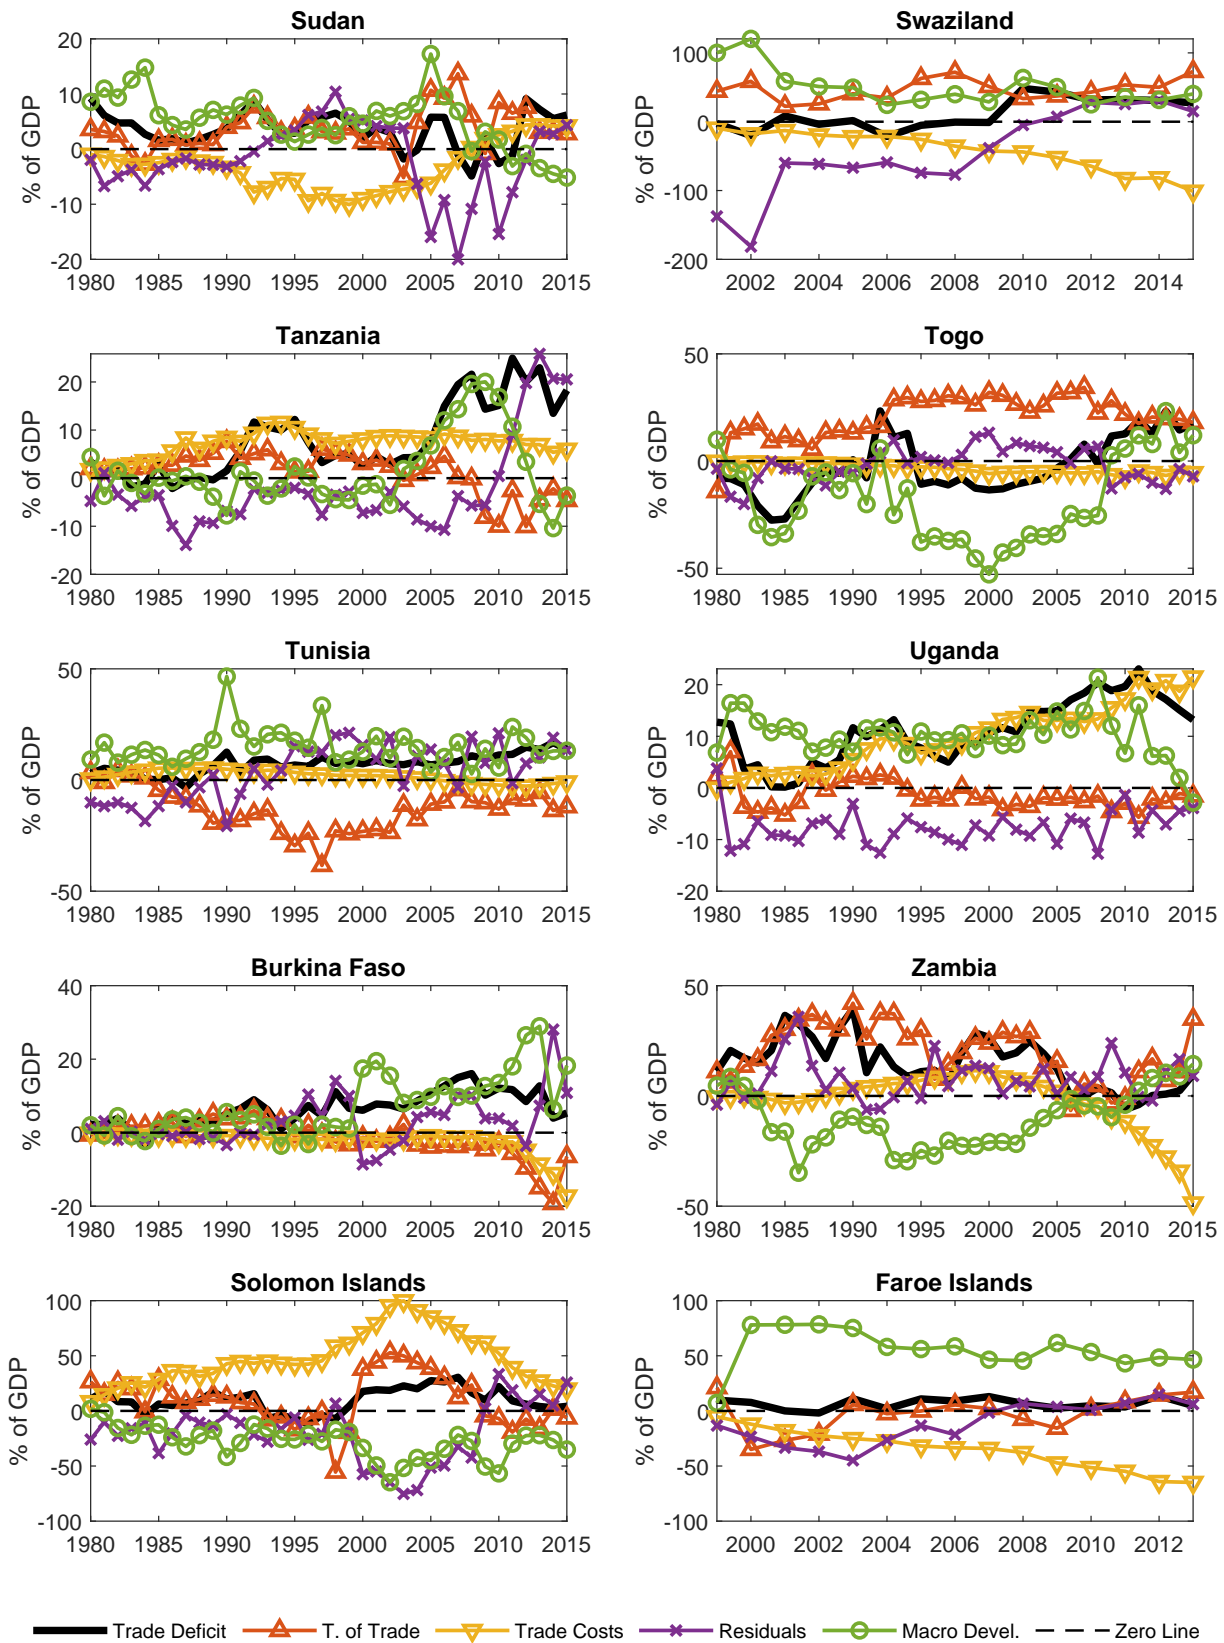 Sudan
% of GDP
20
10
0
-10
-20
1980 1985 1990 1995 2000 2005 2010 2015
Swaziland
% of GDP
100
0
-100
-200
2002 2004 2006 2008 2010 2012 2014
Tanzania
% of GDP
20
10
0
-10
-20
1980 1985 1990 1995 2000 2005 2010 2015
Togo
% of GDP
50
0
-50
1980 1985 1990 1995 2000 2005 2010 2015
Tunisia
% of GDP
50
0
-50
1980 1985 1990 1995 2000 2005 2010 2015
Uganda
% of GDP
20
10
0
-10
-20
1980 1985 1990 1995 2000 2005 2010 2015
Burkina Faso
% of GDP
40
20
0
-20
1980 1985 1990 1995 2000 2005 2010 2015
Zambia
% of GDP
50
0
-50
1980 1985 1990 1995 2000 2005 2010 2015
Solomon Islands
% of GDP
100
50
0
-50
-100
1980 1985 1990 1995 2000 2005 2010 2015
Faroe Islands
% of GDP
100
50
0
-50
-100
2000 2002 2004 2006 2008 2010 2012
Trade Deficit T. of Trade Trade Costs Residuals Macro Devel. Zero Line